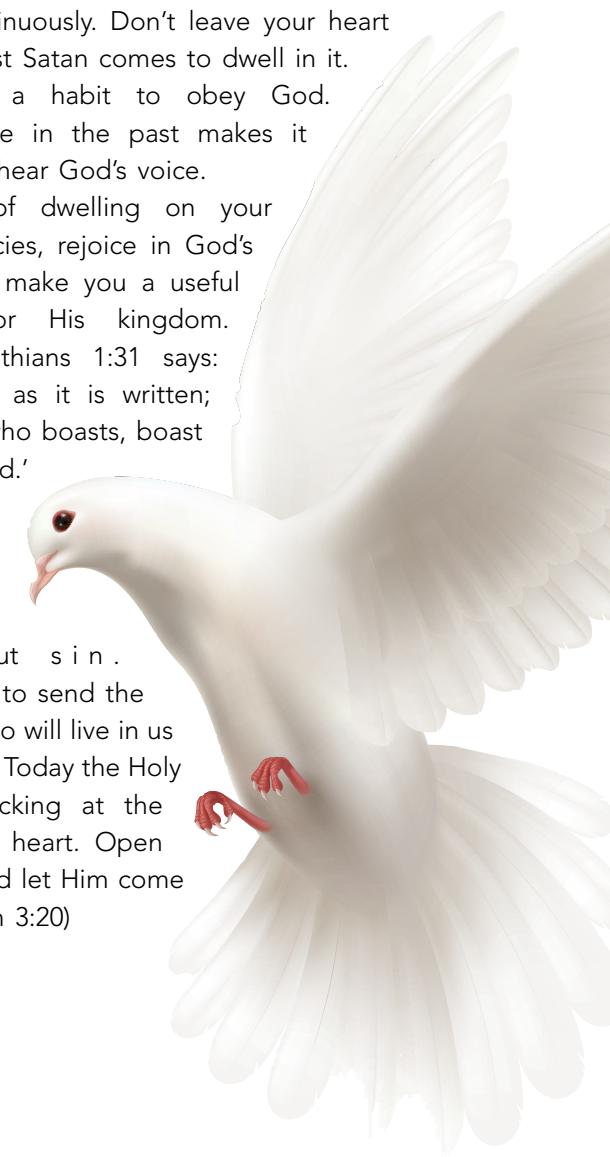 inuously. Don’t leave your heart
st Satan comes to dwell in it.
a habit to obey God.
e in the past makes it
hear God’s voice.
of dwelling on your
cies, rejoice in God’s
make you a useful
or His kingdom.
thians 1:31 says:
as it is written;
ho boasts, boast
d.’
ut sin.
to send the
o will live in us
Today the Holy
cking at the
heart. Open
d let Him come
n 3:20)